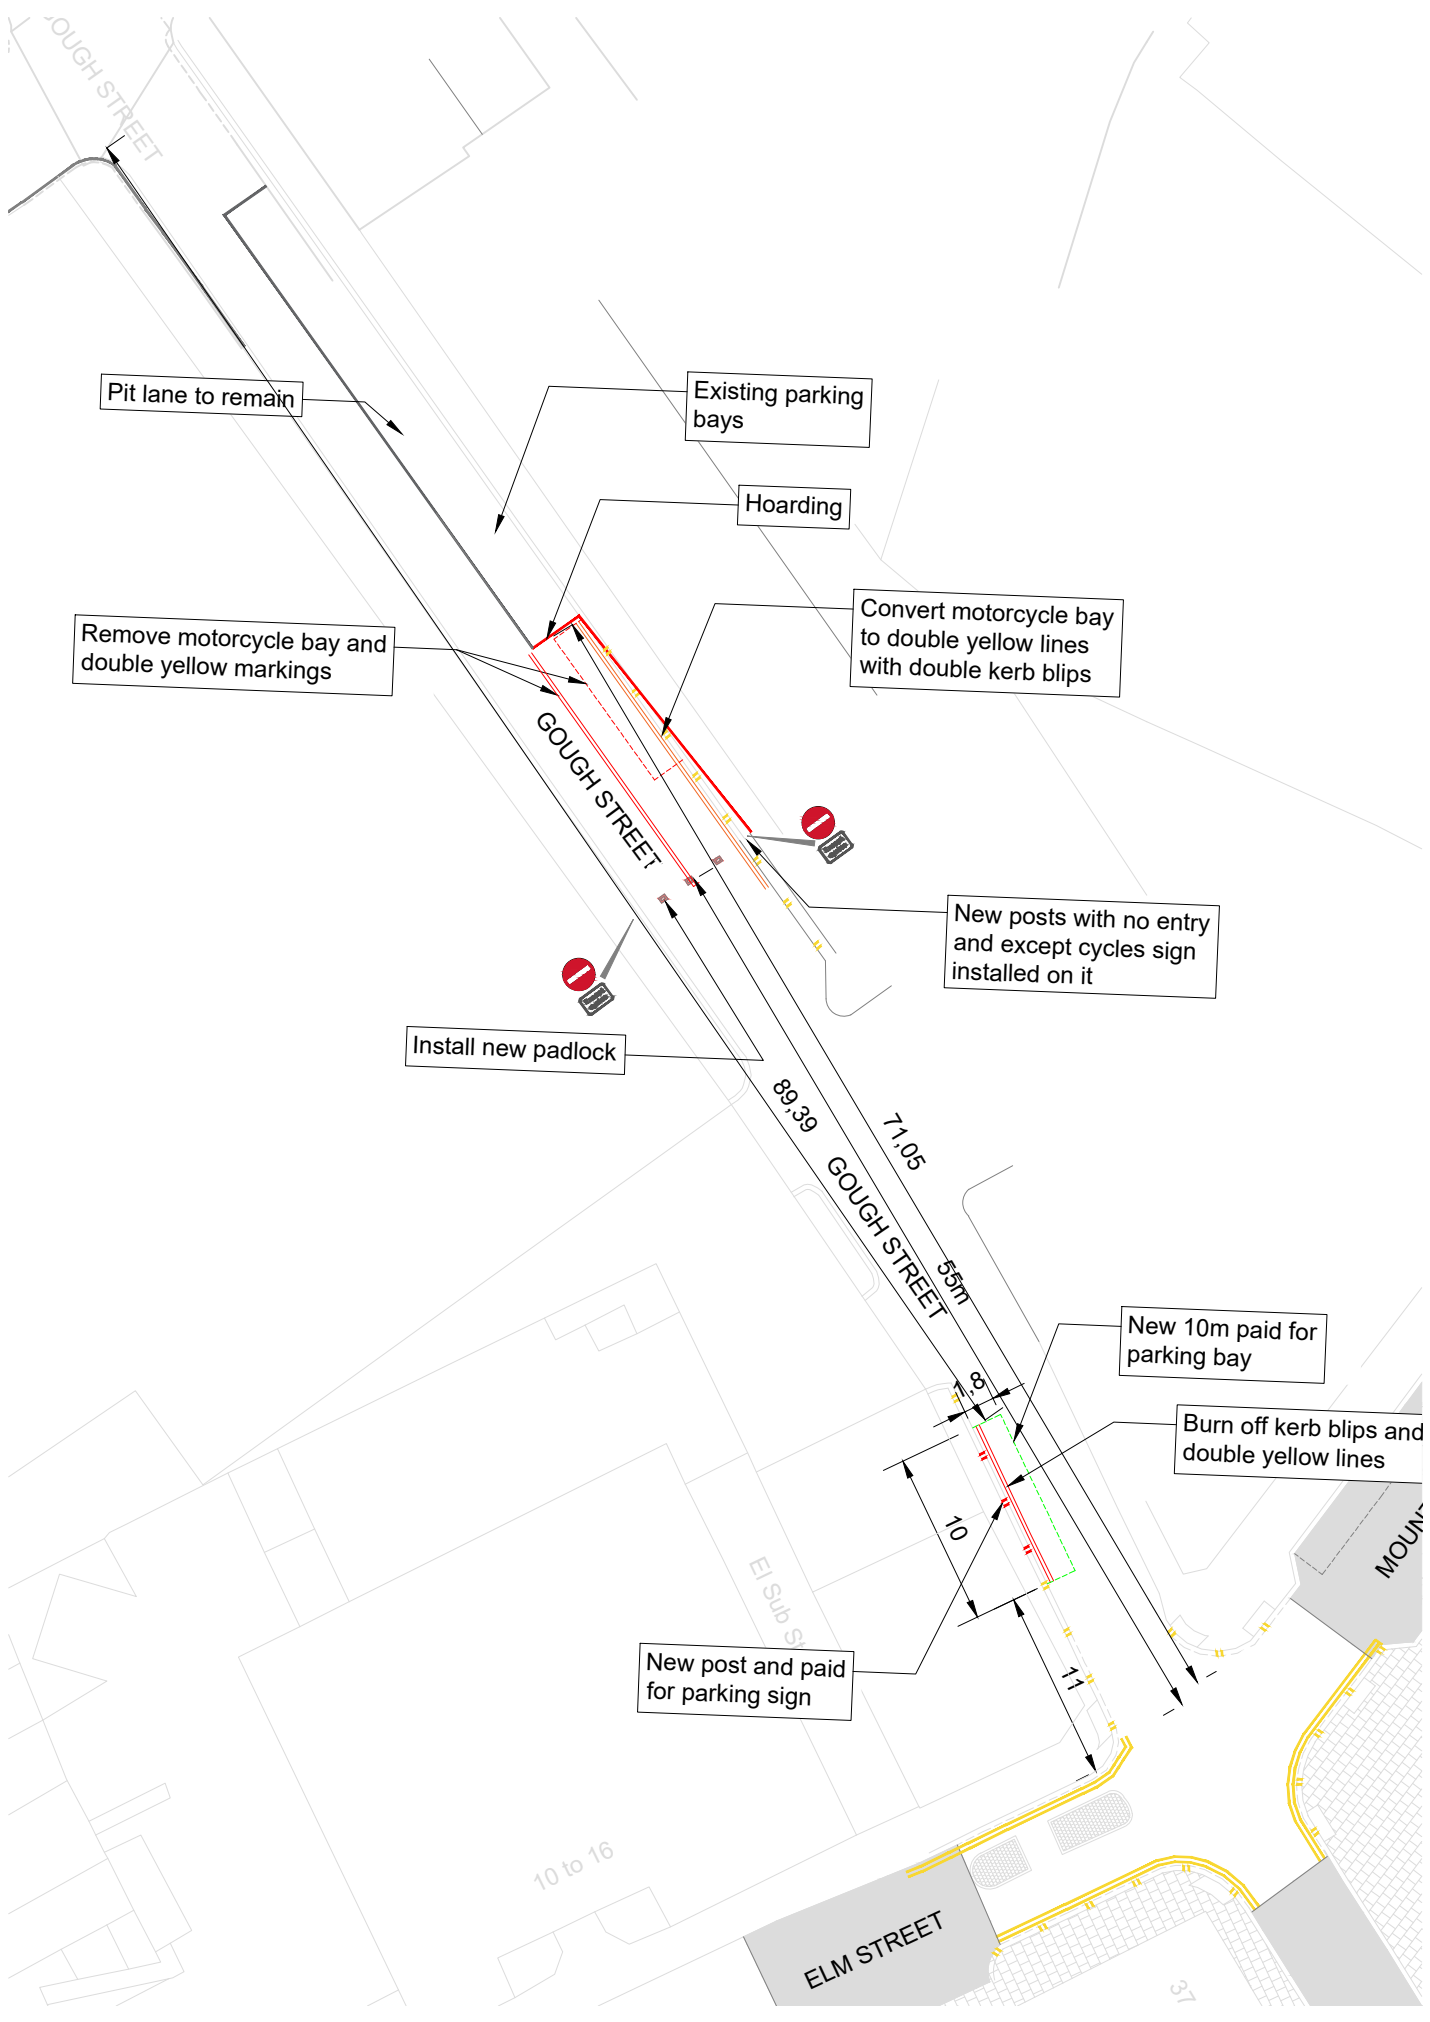 GOUGH STREET
Pit lane to remain
Existing parking
bays
Hoarding
Convert motorcycle bay
to double yellow lines
with double kerb blips
Remove motorcycle bay and
double yellow markings
GOUGH STREET
New posts with no entry
and except cycles sign
installed on it
Install new padlock
89,39
71,05
GOUGH STREET
55m
New 10m paid for
parking bay
1,8
Burn off kerb blips and
double yellow lines
10
El Sub St
New post and paid
for parking sign
11
10 to 16
ELM STREET
37